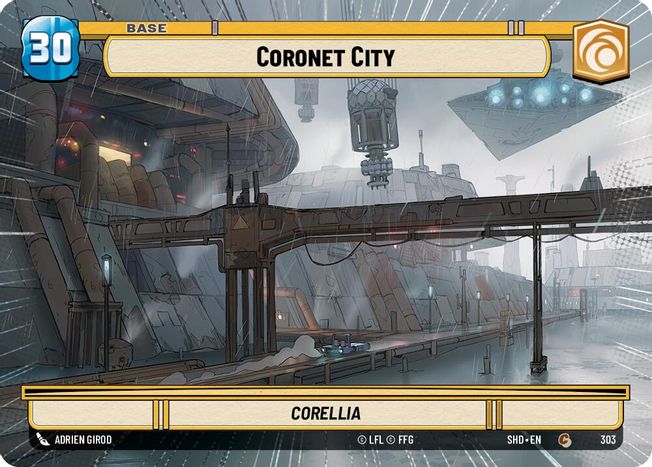 30
BASE
CORONET CITY
CORELLIA
ADRIEN GIROD
© LFL © FFG
SHD • EN
C
303